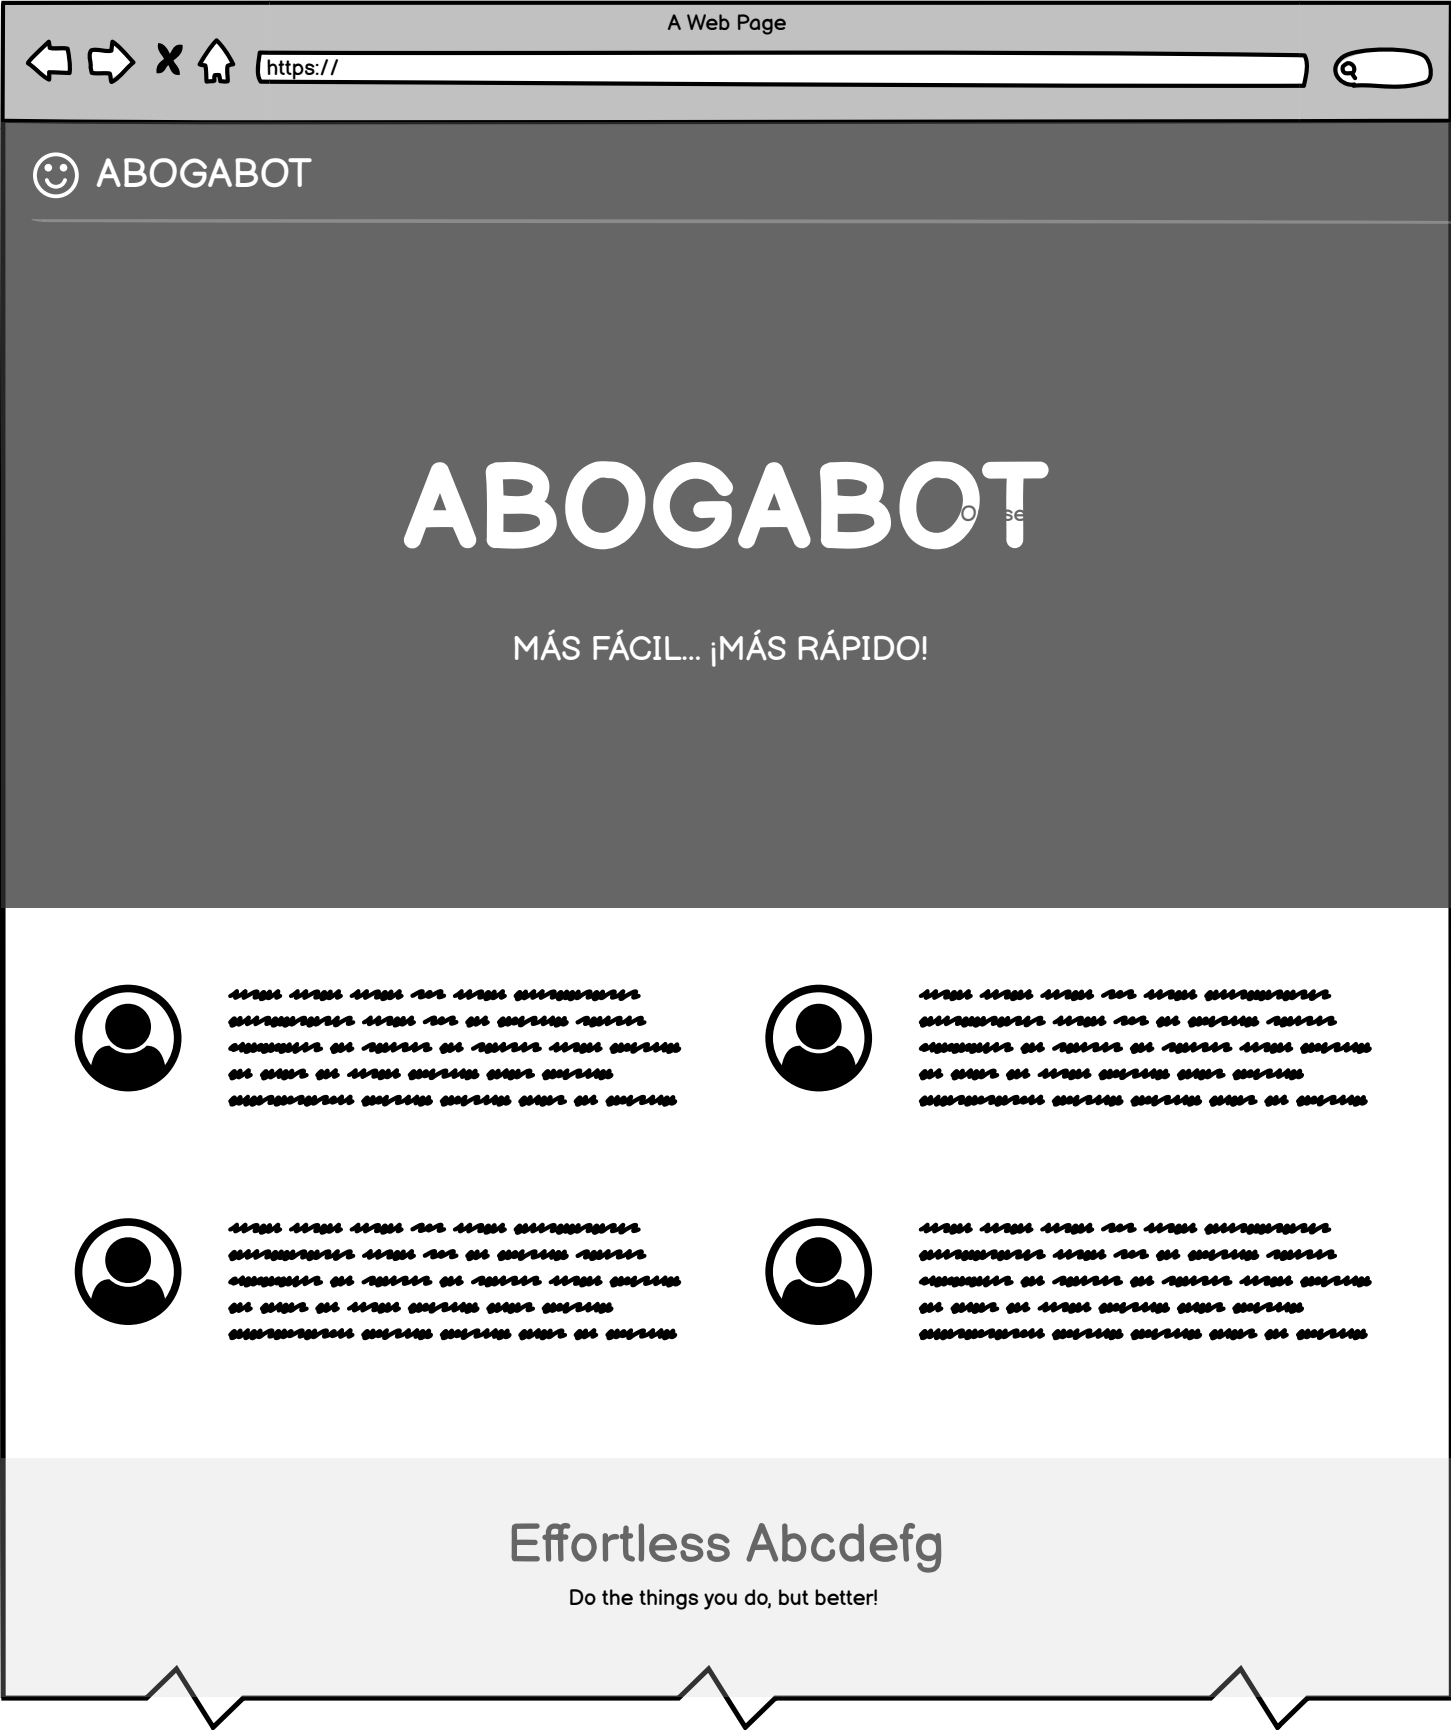 A Web Page
https://
ABOGABOT
ABOGABOT
MÁS FÁCIL... ¡MÁS RÁPIDO!
Effortless Abcdefg
Do the things you do, but better!